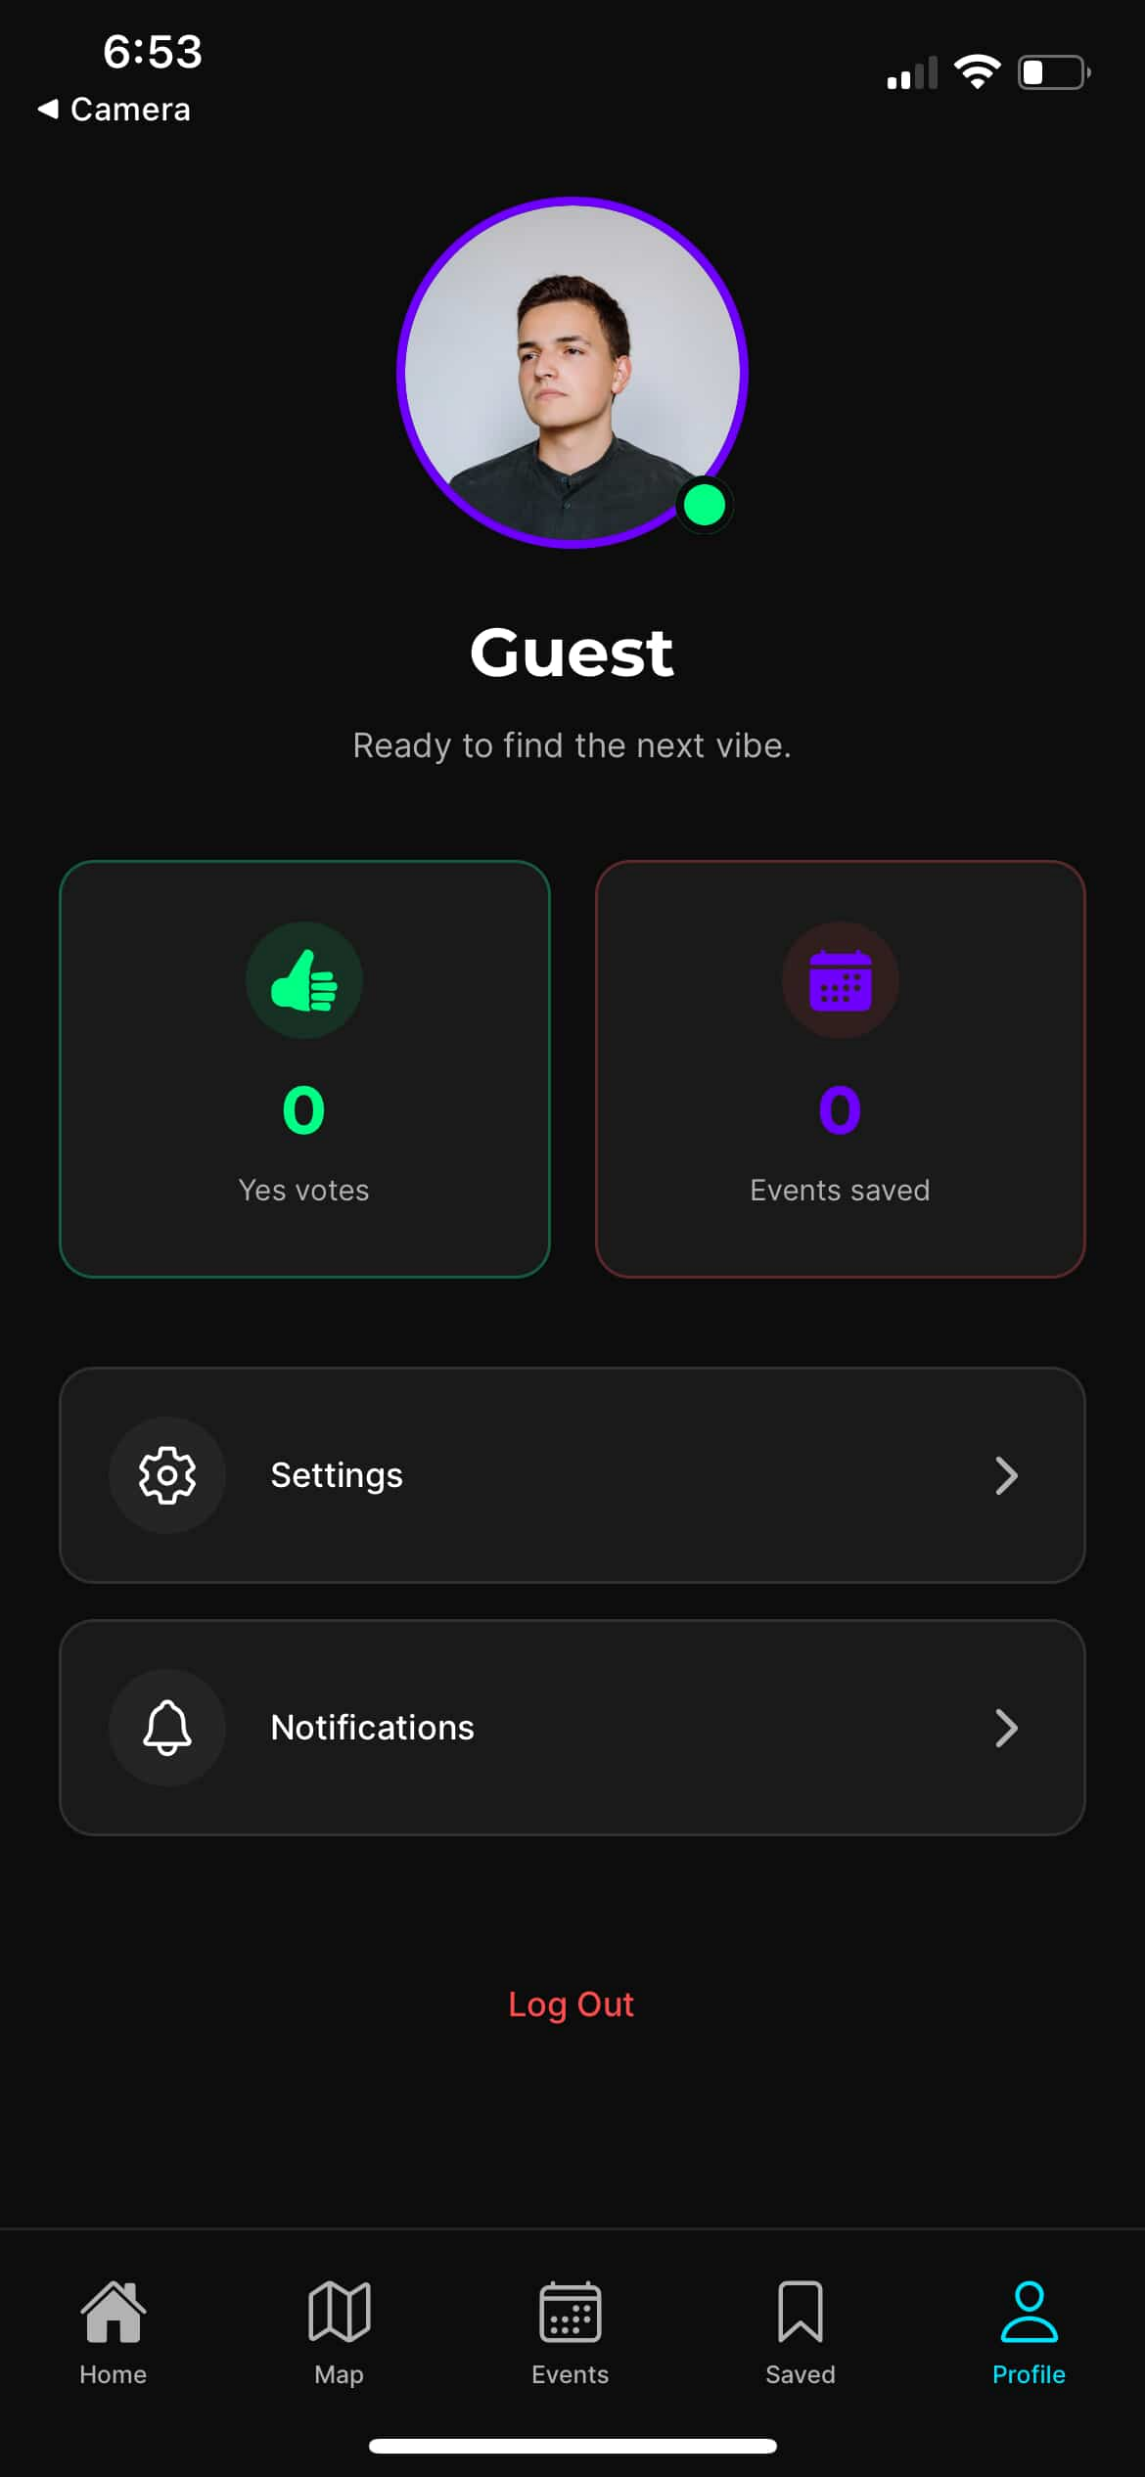 6:53
◀ Camera
Guest
Ready to find the next vibe.
0
Yes votes
0
Events saved
Settings
Notifications
Log Out
Home
Map
Events
Saved
Profile